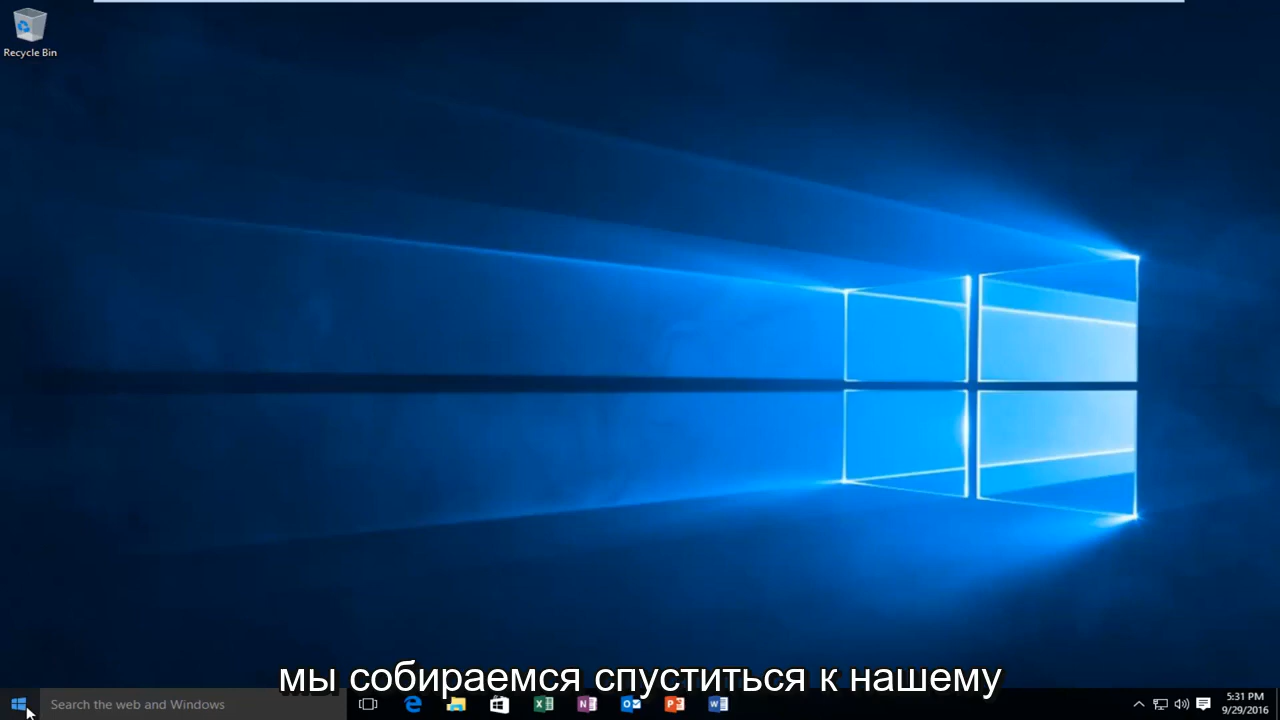 Recycle Bin
мы собираемся спуститься к нашему
Search the web and Windows
5:31 PM
9/29/2016